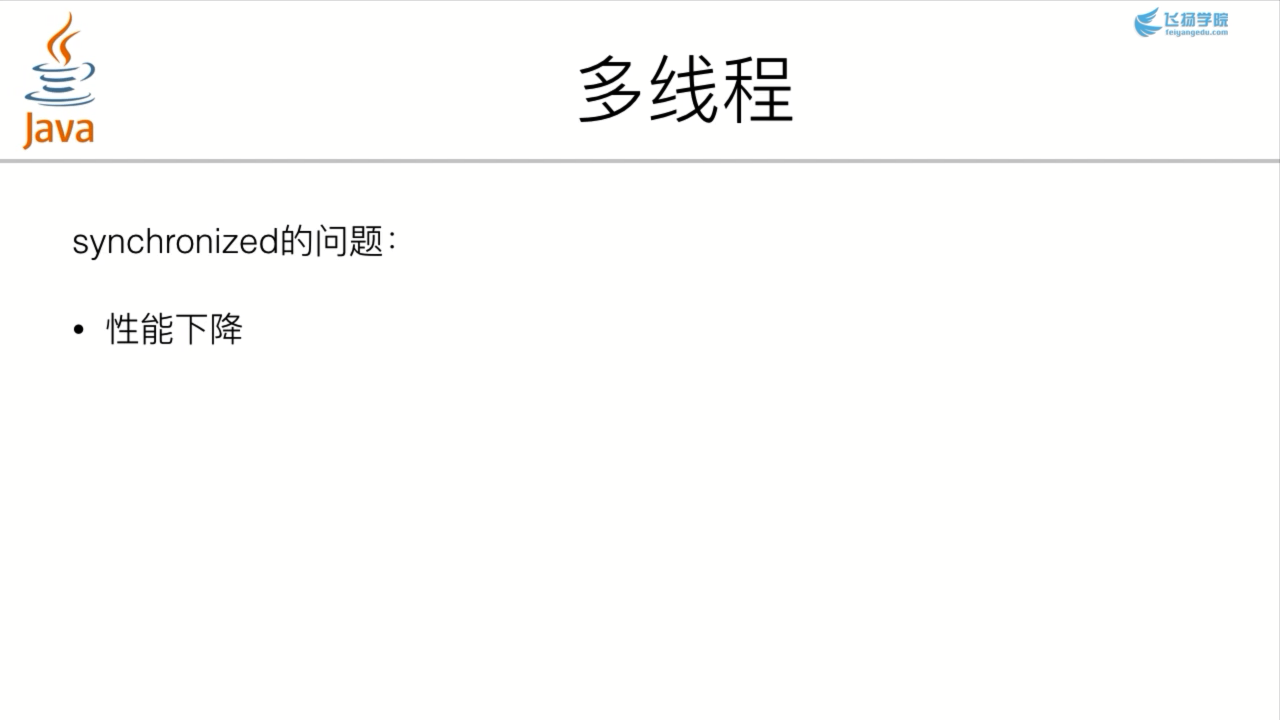 飞扬学院
feiyangedu.com
Java
多线程
synchronized的问题：
• 性能下降